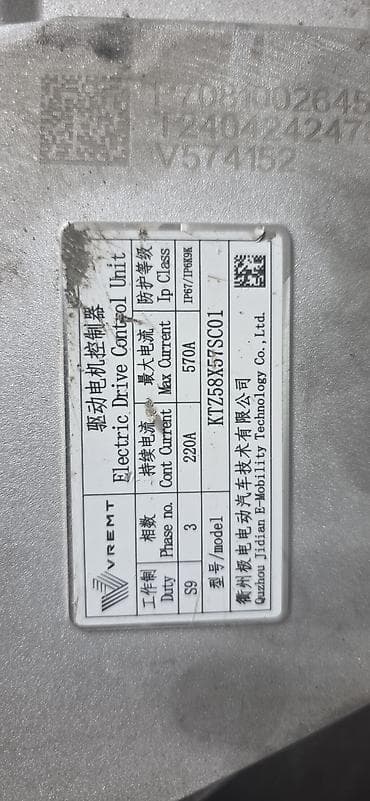 P7081002645
T240424247
V574152
VREMT
驱动电机控制器
Electric Drive Control Unit
工作制 相数 持续电流 最大电流 防护等级
Duty Phase no. Cont Current Max Current Ip Class
S9 3 220A 570A IP67/IP6K9K
型号/model KTZ58X57SC01
衢州极电电动汽车技术有限公司
Quzhou Jidian E-Mobility Technology Co.,Ltd.